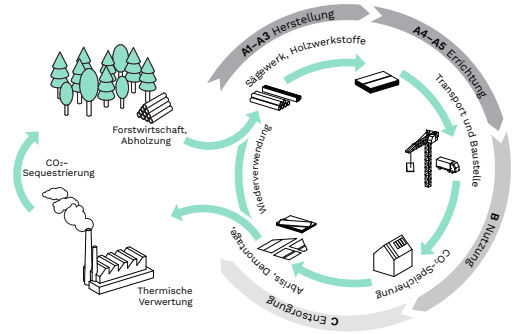 A1–A3 Herstellung
A4–A5 Errichtung
B Nutzung
C Entsorgung
Sägewerk, Holzwerkstoffe
Transport und Baustelle
CO₂-Speicherung
Abriss, Demontage,
Wiederverwendung
Forstwirtschaft,
Abholzung
CO₂-
Sequestrierung
Thermische
Verwertung